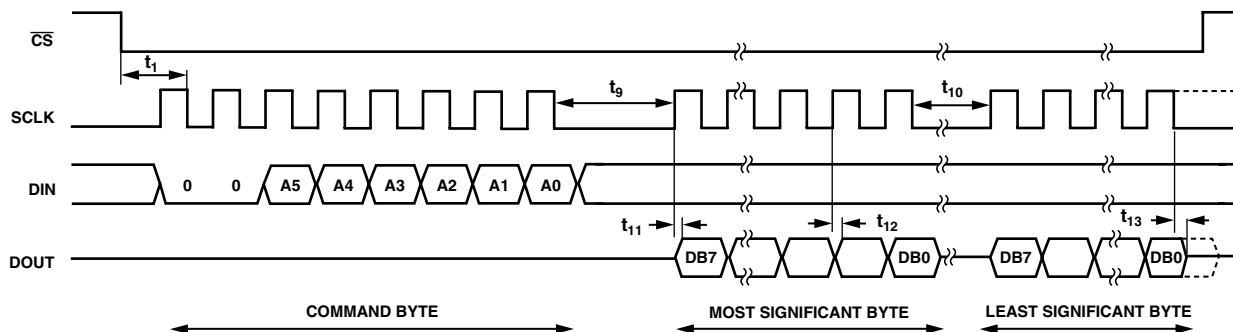 CS
t1
t9
t10
SCLK
DIN
0 0 A5 A4 A3 A2 A1 A0
t11
t12
t13
DOUT
DB7 DB0 DB7 DB0
COMMAND BYTE MOST SIGNIFICANT BYTE LEAST SIGNIFICANT BYTE